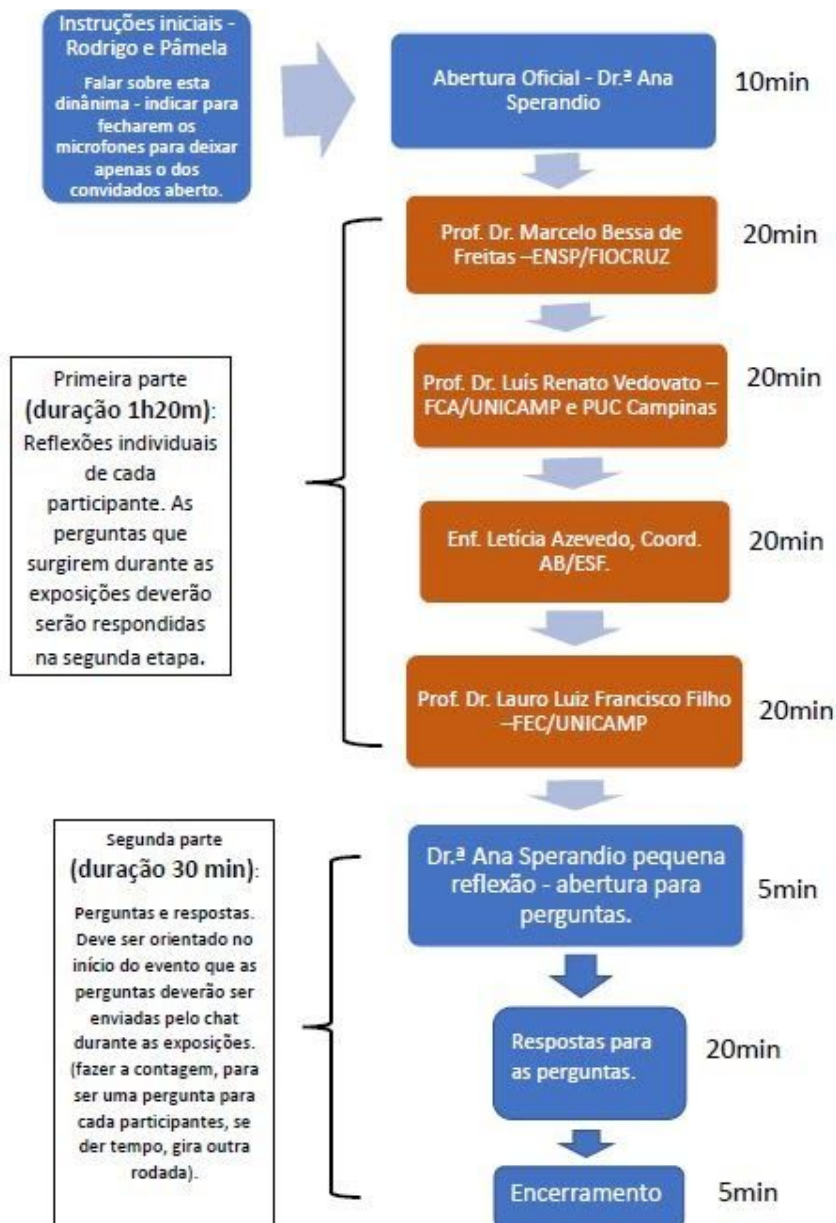 Instruções iniciais -
Rodrigo e Pâmela
Falar sobre esta
dinânima - indicar para
fecharem os
microfones para deixar
apenas o dos
convidados aberto.
Abertura Oficial - Dr.ª Ana
Sperandio
10min
Prof. Dr. Marcelo Bessa de
Freitas –ENSP/FIOCRUZ
20min
Primeira parte
(duração 1h20m):
Reflexões individuais
de cada
participante. As
perguntas que
surgirem durante as
exposições deverão
serão respondidas
na segunda etapa.
Prof. Dr. Luís Renato Vedovato –
FCA/UNICAMP e PUC Campinas
20min
Enf. Letícia Azevedo, Coord.
AB/ESF.
20min
Prof. Dr. Lauro Luiz Francisco Filho
–FEC/UNICAMP
20min
Segunda parte
(duração 30 min):
Perguntas e respostas.
Deve ser orientado no
início do evento que as
perguntas deverão ser
enviadas pelo chat
durante as exposições.
(fazer a contagem, para
ser uma pergunta para
cada participantes, se
der tempo, gira outra
rodada).
Dr.ª Ana Sperandio pequena
reflexão - abertura para
perguntas.
5min
Respostas para
as perguntas.
20min
Encerramento
5min